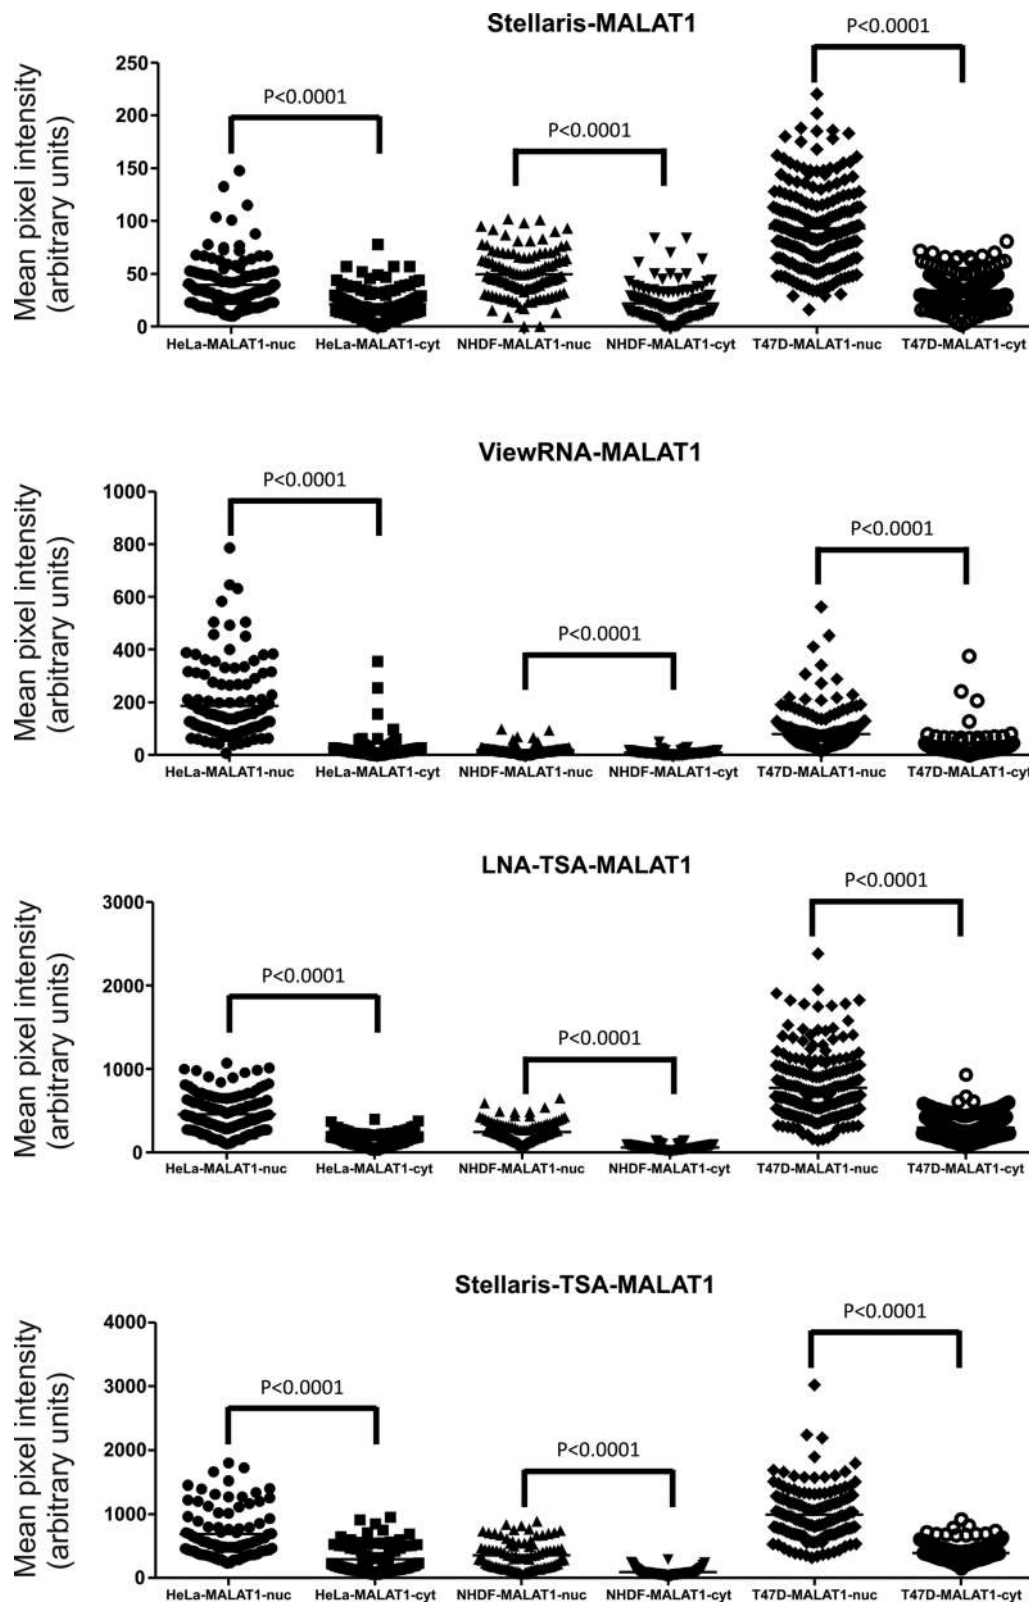 Stellaris-MALAT1
P<0.0001
P<0.0001
P<0.0001
Mean pixel intensity
(arbitrary units)
250
200
150
100
50
0
HeLa-MALAT1-nuc HeLa-MALAT1-cyt NHDF-MALAT1-nuc NHDF-MALAT1-cyt T47D-MALAT1-nuc T47D-MALAT1-cyt
ViewRNA-MALAT1
P<0.0001
P<0.0001
P<0.0001
Mean pixel intensity
(arbitrary units)
1000
800
600
400
200
0
HeLa-MALAT1-nuc HeLa-MALAT1-cyt NHDF-MALAT1-nuc NHDF-MALAT1-cyt T47D-MALAT1-nuc T47D-MALAT1-cyt
LNA-TSA-MALAT1
P<0.0001
P<0.0001
P<0.0001
Mean pixel intensity
(arbitrary units)
3000
2000
1000
0
HeLa-MALAT1-nuc HeLa-MALAT1-cyt NHDF-MALAT1-nuc NHDF-MALAT1-cyt T47D-MALAT1-nuc T47D-MALAT1-cyt
Stellaris-TSA-MALAT1
P<0.0001
P<0.0001
P<0.0001
Mean pixel intensity
(arbitrary units)
4000
3000
2000
1000
0
HeLa-MALAT1-nuc HeLa-MALAT1-cyt NHDF-MALAT1-nuc NHDF-MALAT1-cyt T47D-MALAT1-nuc T47D-MALAT1-cyt